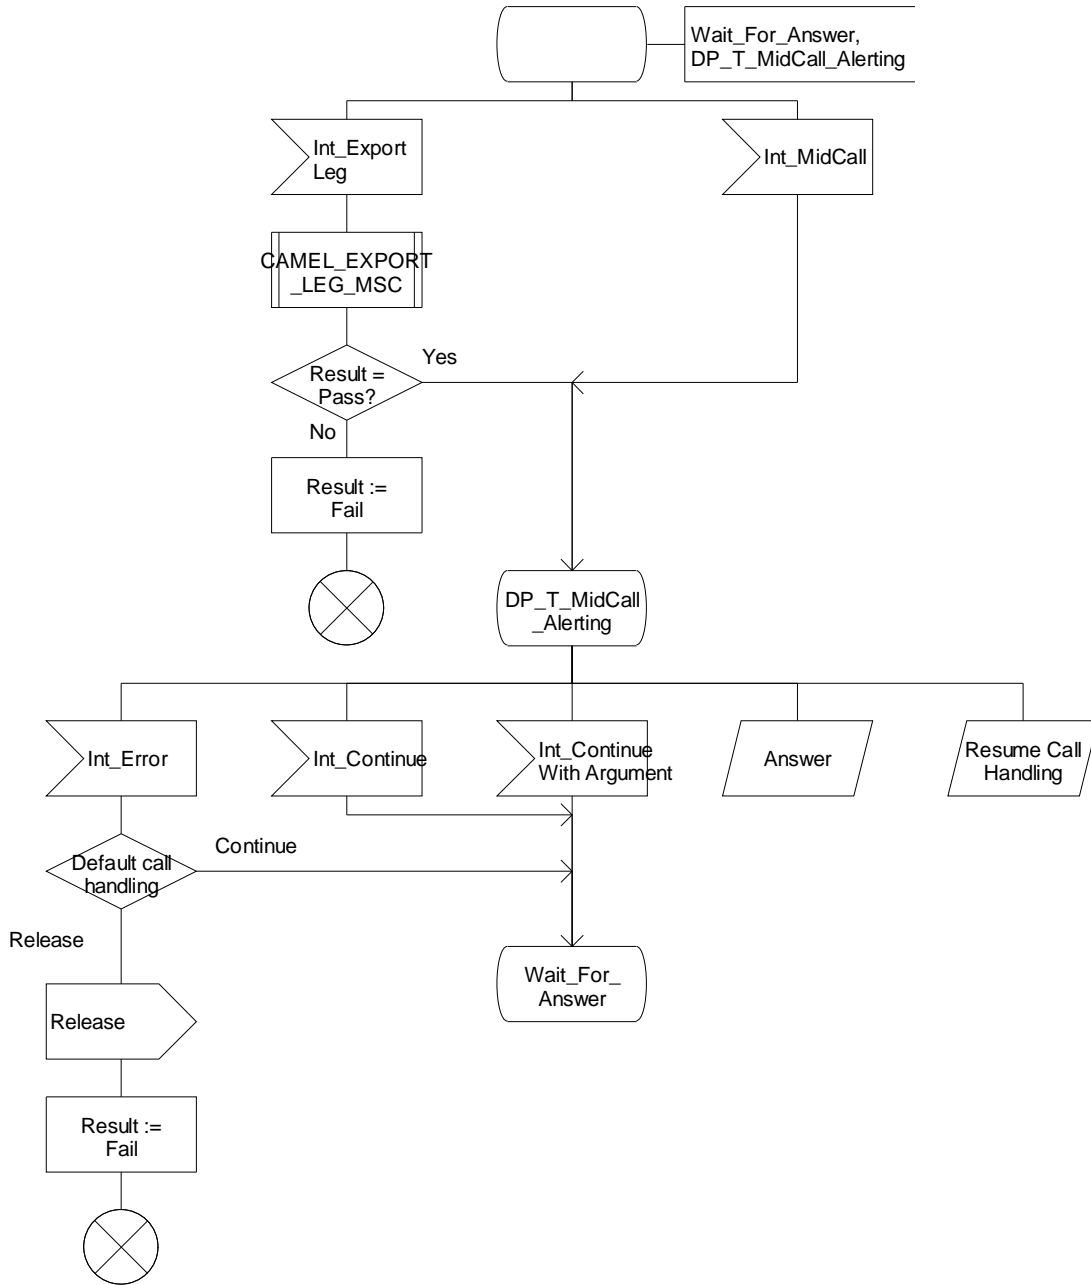 Wait_For_Answer,
DP_T_MidCall_Alerting
Int_Export
Leg
Int_MidCall
CAMEL_EXPORT
_LEG_MSC
Yes
Result =
Pass?
No
Result :=
Fail
DP_T_MidCall
_Alerting
Int_Error
Int_Continue
Int_Continue
With Argument
Answer
Resume Call
Handling
Continue
Default call
handling
Release
Wait_For_
Answer
Release
Result :=
Fail